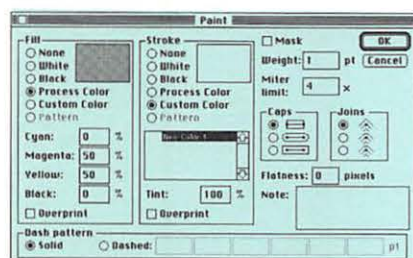 Paint
Fill
None
White
Black
Process Color
Custom Color
Pattern
Cyan: 0 %
Magenta: 50 %
Yellow: 50 %
Black: 0 %
Overprint
Stroke
None
White
Black
Process Color
Custom Color
Pattern
New Color 1
Tint: 100 %
Overprint
Mask
OK
Weight: 1 pt
Cancel
Miter
limit: 4 x
Caps
Joins
Flatness: 0 pixels
Note:
Dash pattern
Solid
Dashed:
pt